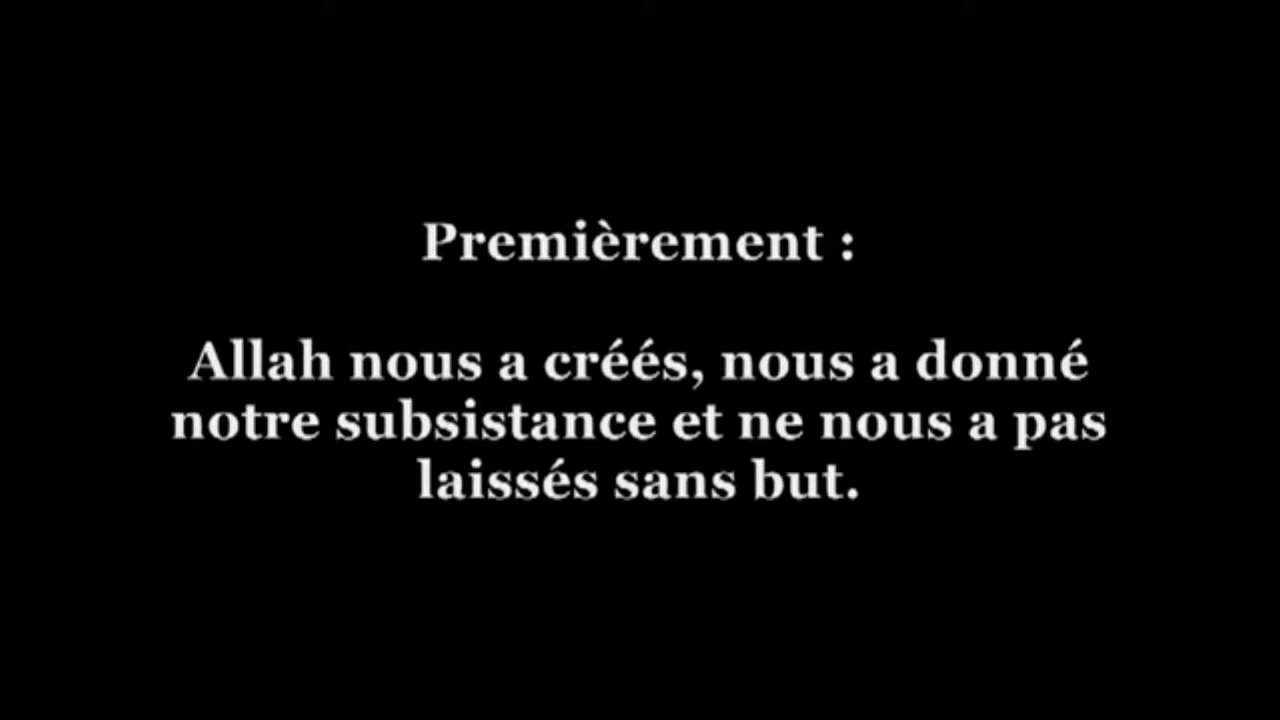 Premièrement :
Allah nous a créés, nous a donné
notre subsistance et ne nous a pas
laissés sans but.